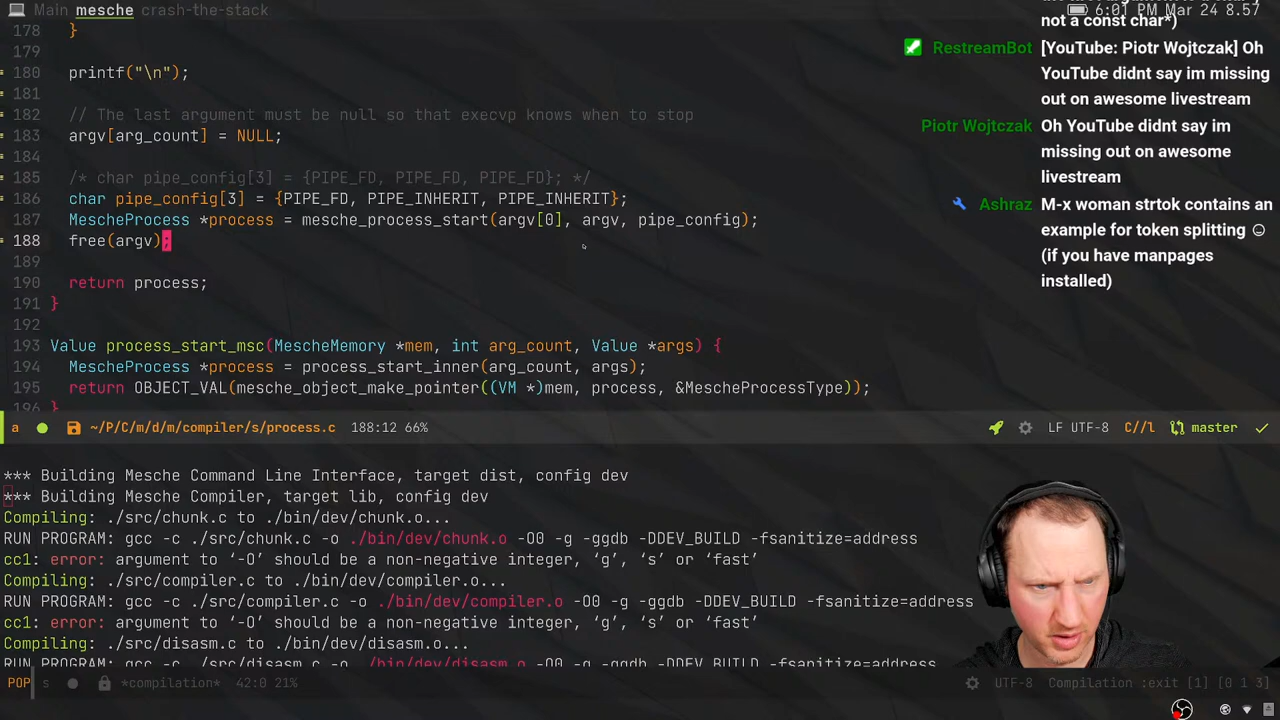 Main mesche crash-the-stack
6:01 PM Mar 24 8.57
not a const char*)
RestreamBot [YouTube: Piotr Wojtczak] Oh
YouTube didnt say im missing
out on awesome livestream
Piotr Wojtczak Oh YouTube didnt say im
missing out on awesome
livestream
Ashraz M-x woman strtok contains an
example for token splitting ☺
(if you have manpages
installed)
178 }
179
180 printf("\n");
181
182 // The last argument must be null so that execvp knows when to stop
183 argv[arg_count] = NULL;
184
185 /* char pipe_config[3] = {PIPE_FD, PIPE_FD, PIPE_FD}; */
186 char pipe_config[3] = {PIPE_FD, PIPE_INHERIT, PIPE_INHERIT};
187 MescheProcess *process = mesche_process_start(argv[0], argv, pipe_config);
188 free(argv);
189
190 return process;
191 }
192
193 Value process_start_msc(MescheMemory *mem, int arg_count, Value *args) {
194 MescheProcess *process = process_start_inner(arg_count, args);
195 return OBJECT_VAL(mesche_object_make_pointer((VM *)mem, process, &MescheProcessType));
196 }
a ~/P/C/m/d/m/compiler/s/process.c 188:12 66% LF UTF-8 C//l master
*** Building Mesche Command Line Interface, target dist, config dev
*** Building Mesche Compiler, target lib, config dev
Compiling: ./src/chunk.c to ./bin/dev/chunk.o...
RUN PROGRAM: gcc -c ./src/chunk.c -o ./bin/dev/chunk.o -O0 -g -ggdb -DDEV_BUILD -fsanitize=address
cc1: error: argument to ‘-O’ should be a non-negative integer, ‘g’, ‘s’ or ‘fast’
Compiling: ./src/compiler.c to ./bin/dev/compiler.o...
RUN PROGRAM: gcc -c ./src/compiler.c -o ./bin/dev/compiler.o -O0 -g -ggdb -DDEV_BUILD -fsanitize=address
cc1: error: argument to ‘-O’ should be a non-negative integer, ‘g’, ‘s’ or ‘fast’
Compiling: ./src/disasm.c to ./bin/dev/disasm.o...
RUN PROGRAM: gcc -c ./src/disasm.c -o ./bin/dev/disasm.o -O0 -g -ggdb -DDEV_BUILD -fsanitize=address
POP s *compilation* 42:0 21% UTF-8 Compilation :exit [1] [0 1 3]